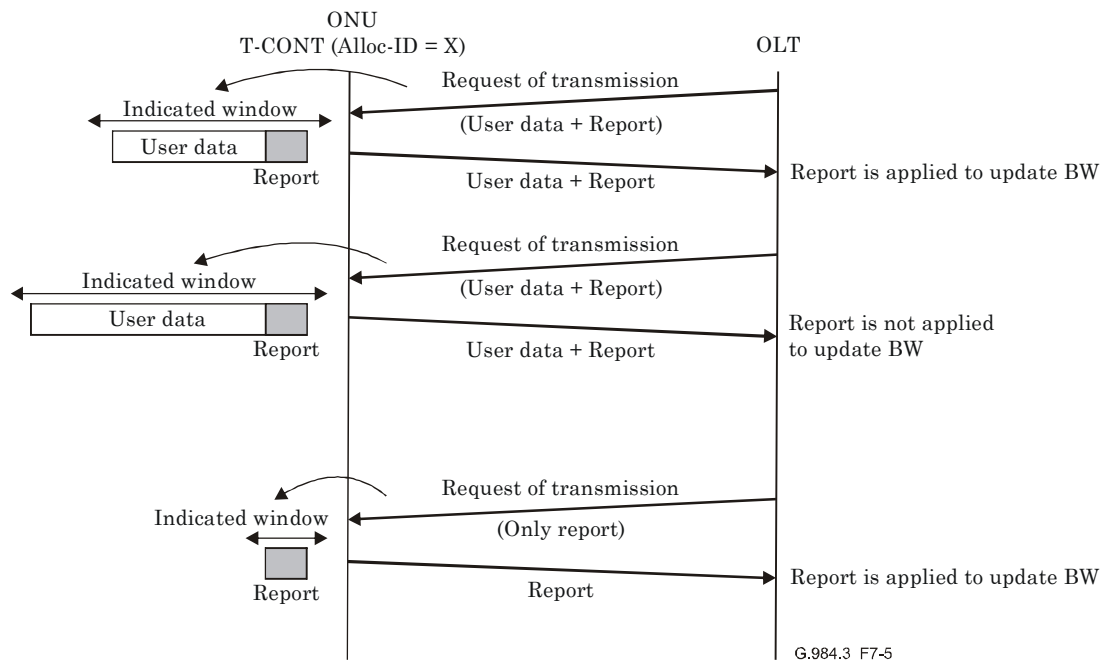 ONU
T-CONT (Alloc-ID = X)
OLT
Request of transmission
Indicated window
(User data + Report)
User data
Report
User data + Report
Report is applied to update BW
Request of transmission
Indicated window
(User data + Report)
User data
Report
User data + Report
Report is not applied
to update BW
Request of transmission
Indicated window
(Only report)
Report
Report
Report is applied to update BW
G.984.3_F7-5